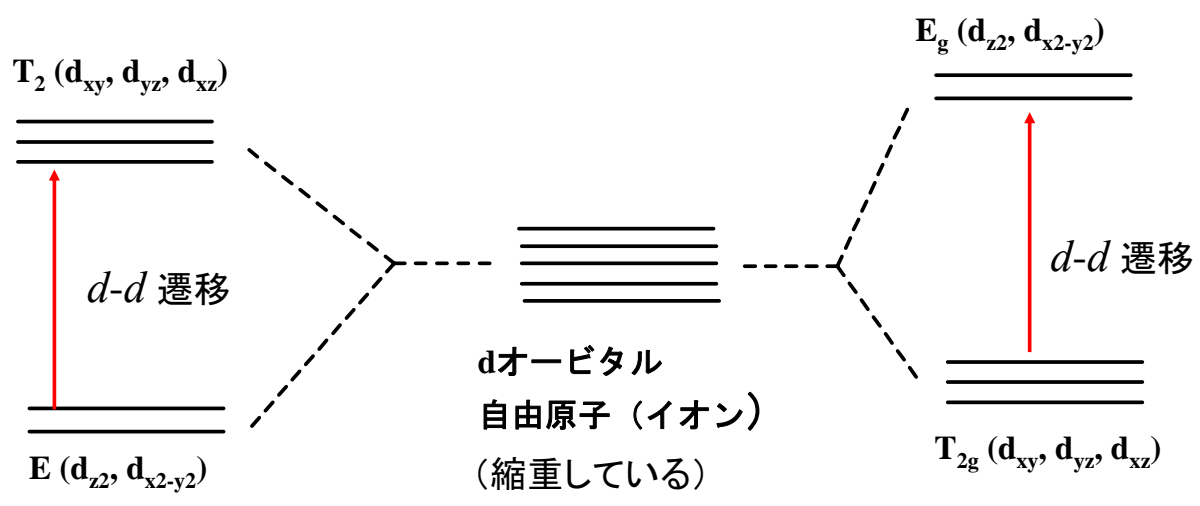 T₂ (d_xy, d_yz, d_xz)
d-d 遷移
E (d_z2, d_x2-y2)
dオービタル
自由原子（イオン）
（縮重している）
E_g (d_z2, d_x2-y2)
d-d 遷移
T_2g (d_xy, d_yz, d_xz)